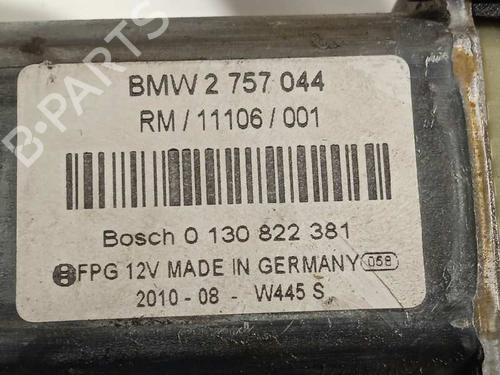 BMW 2 757 044
RM / 11106 / 001
Bosch 0 130 822 381
FPG 12V MADE IN GERMANY 058
2010 - 08 - W445 S
B-PARTS